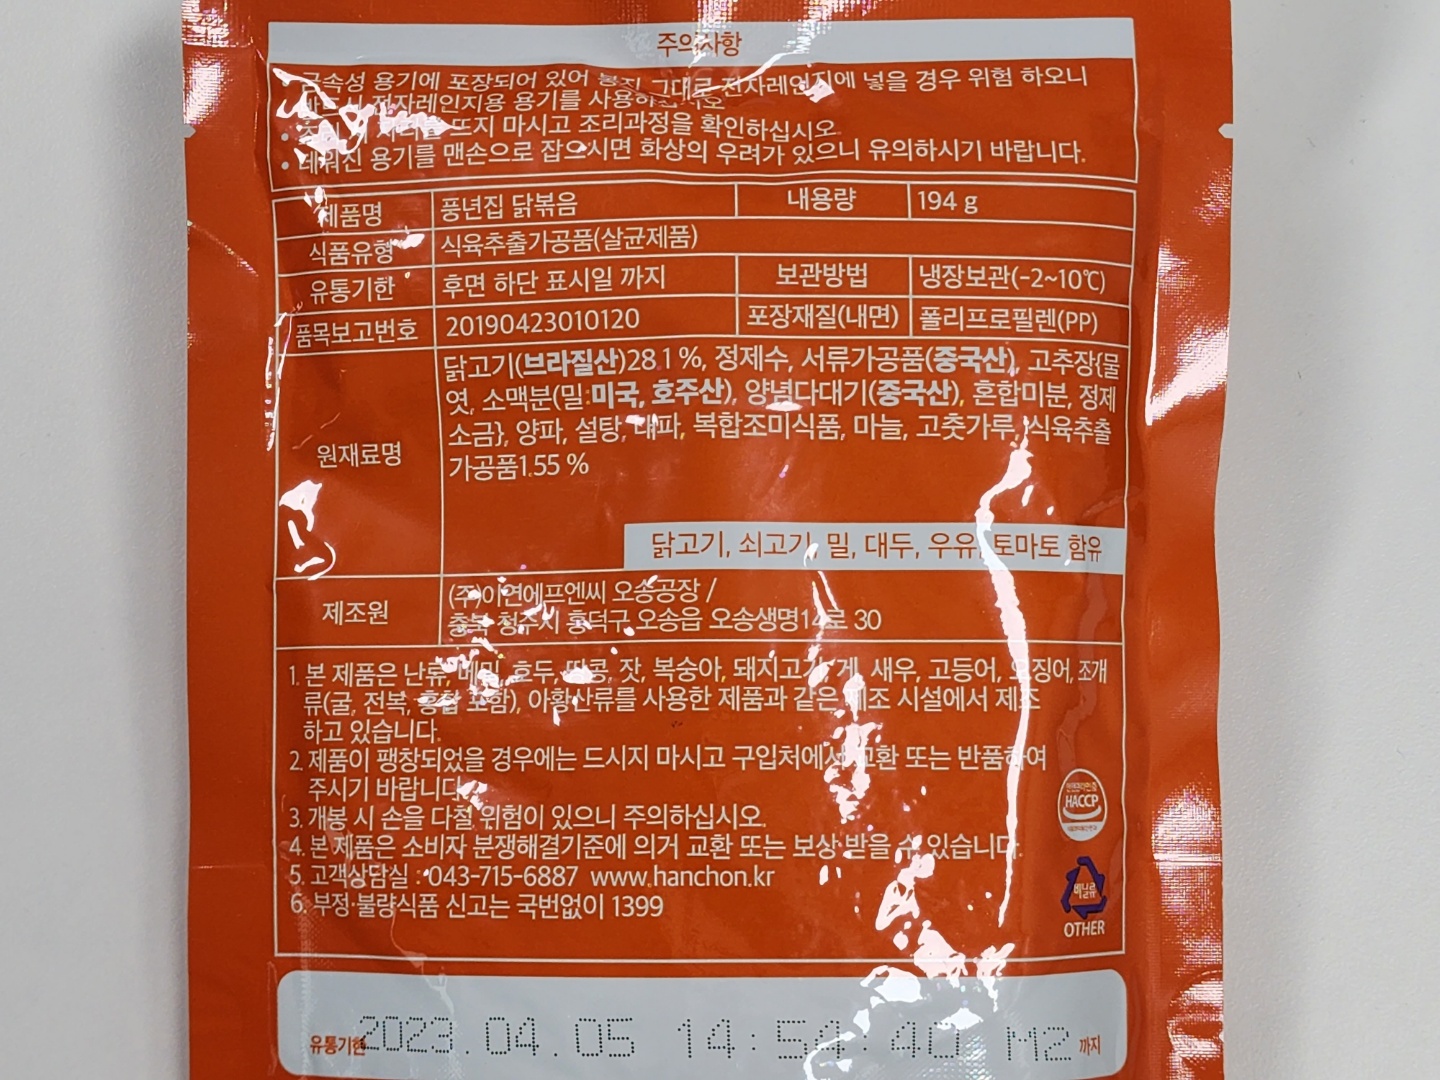 주의사항
금속성 용기에 포장되어 있어 봉지 그대로 전자레인지에 넣을 경우 위험 하오니
반드시 전자레인지용 용기를 사용하십시오
뜨지 마시고 조리과정을 확인하십시오
• 데워진 용기를 맨손으로 잡으시면 화상의 우려가 있으니 유의하시기 바랍니다.
제품명 풍년집 닭볶음 내용량 194 g
식품유형 식육추출가공품(살균제품)
유통기한 후면 하단 표시일 까지 보관방법 냉장보관(-2~10℃)
품목보고번호 20190423010120 포장재질(내면) 폴리프로필렌(PP)
원재료명
닭고기(브라질산)28.1 %, 정제수, 서류가공품(중국산), 고추장{물
엿, 소맥분(밀:미국, 호주산), 양념다대기(중국산), 혼합미분, 정제
소금}, 양파, 설탕, 대파, 복합조미식품, 마늘, 고춧가루, 식육추출
가공품1.55 %
닭고기, 쇠고기, 밀, 대두, 우유, 토마토 함유
제조원
(주)이연에프엔씨 오송공장 /
충북 청주시 흥덕구 오송읍 오송생명14로 30
1. 본 제품은 난류, 메밀, 호두, 땅콩, 잣, 복숭아, 돼지고기, 게, 새우, 고등어, 오징어, 조개
류(굴, 전복, 홍합 포함), 아황산류를 사용한 제품과 같은 제조 시설에서 제조
하고 있습니다.
2. 제품이 팽창되었을 경우에는 드시지 마시고 구입처에서 교환 또는 반품하여
주시기 바랍니다.
3. 개봉 시 손을 다칠 위험이 있으니 주의하십시오.
4. 본 제품은 소비자 분쟁해결기준에 의거 교환 또는 보상 받을 수 있습니다.
5. 고객상담실 : 043-715-6887 www.hanchon.kr
6. 부정·불량식품 신고는 국번없이 1399
HACCP
비닐류
OTHER
유통기한 2023.04.05 14:54:40 M2 까지